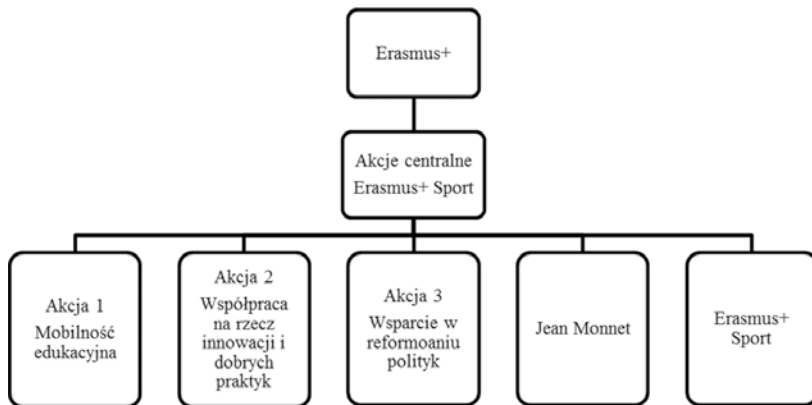 Erasmus+
Akcje centralne
Erasmus+ Sport
Akcja 1
Mobilność
edukacyjna
Akcja 2
Współpraca
na rzecz
innowacji i
dobrych
praktyk
Akcja 3
Wsparcie w
reformoaniu
polityk
Jean Monnet
Erasmus+
Sport